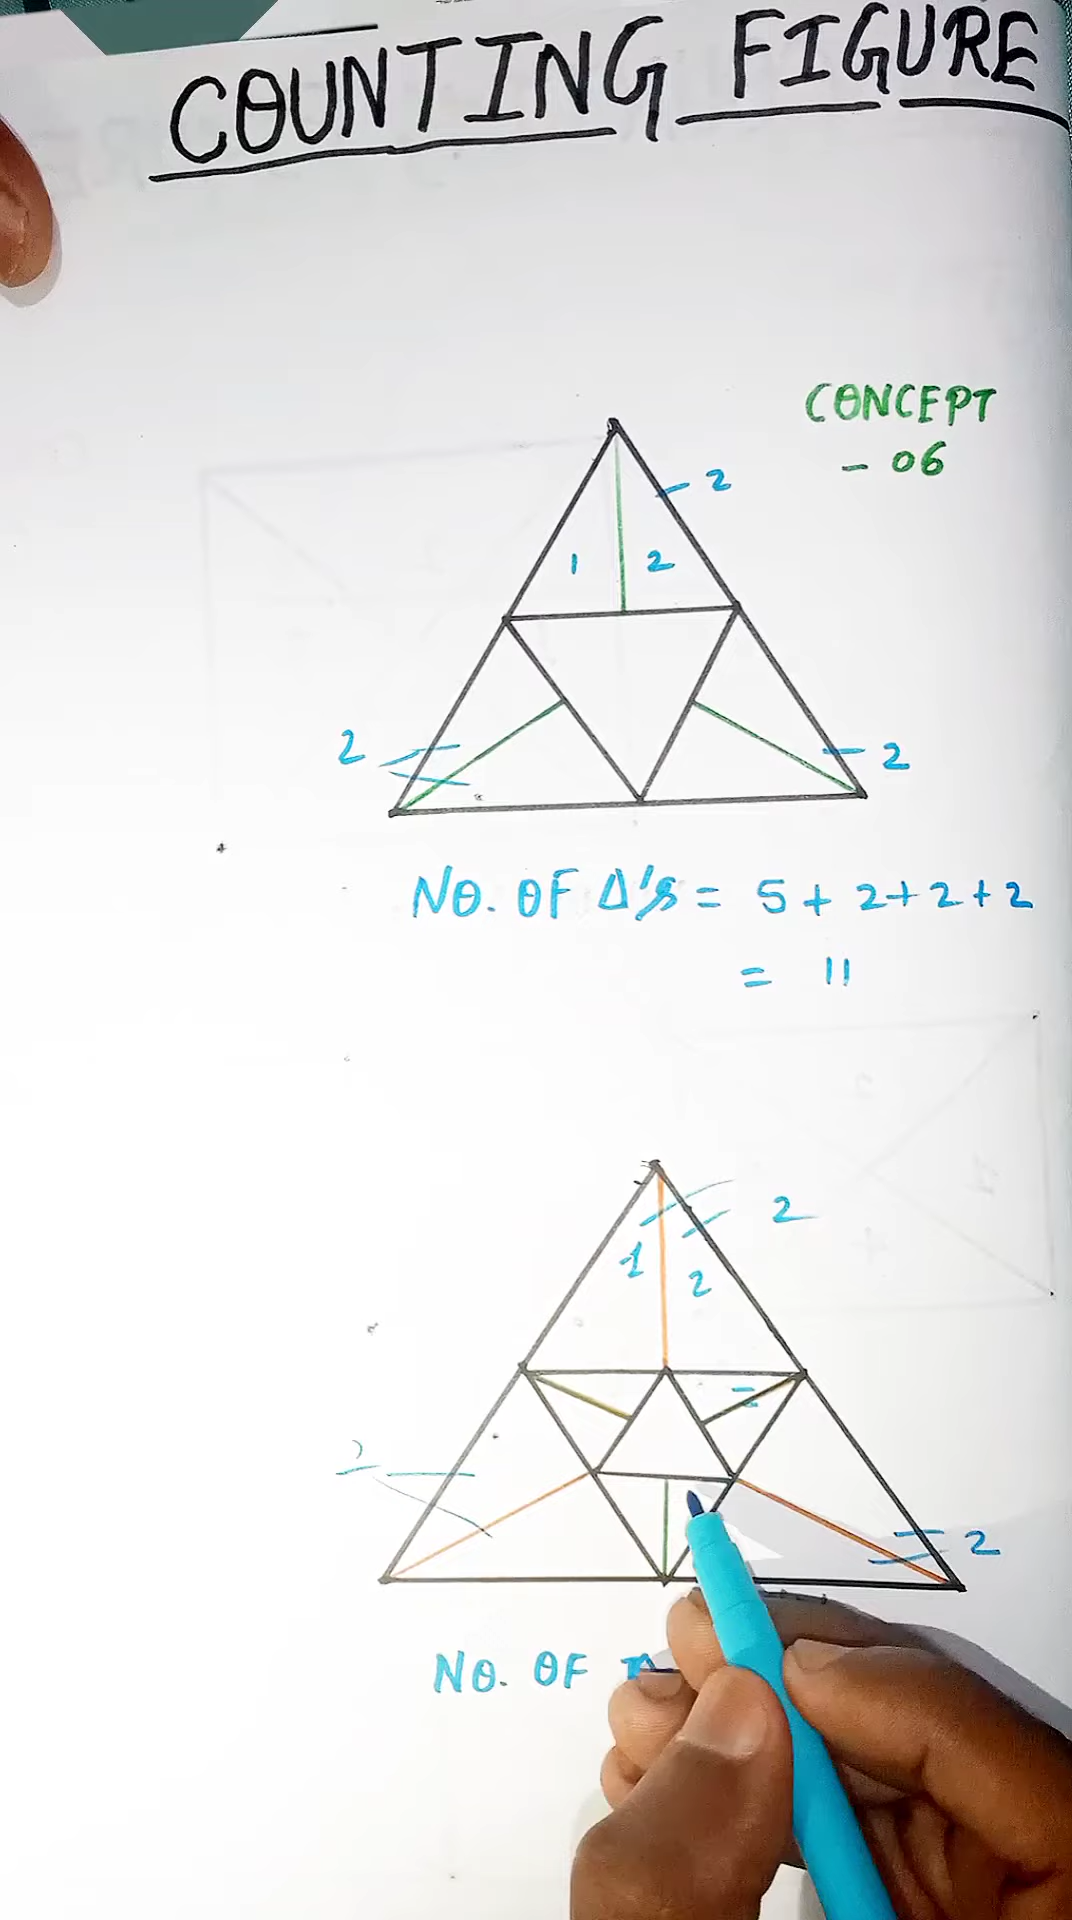 COUNTING FIGURE
CONCEPT
- 06
2
1 2
2
2
NO. OF Δ'S = 5 + 2 + 2 + 2
= 11
2
1 2
2
NO. OF